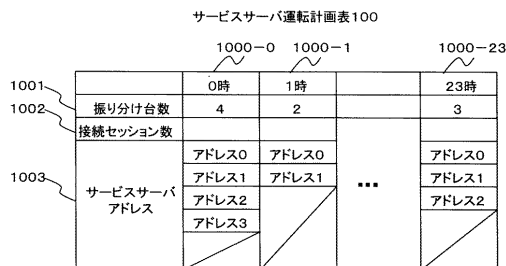 サービスサーバ運転計画表100
1000-0 1000-1 1000-23
0時 1時 23時
1001 振り分け台数 4 2 3
1002 接続セッション数
アドレス0 アドレス0 アドレス0
1003 サービスサーバ アドレス1 アドレス1 ••• アドレス1
アドレス アドレス2 アドレス2
アドレス3